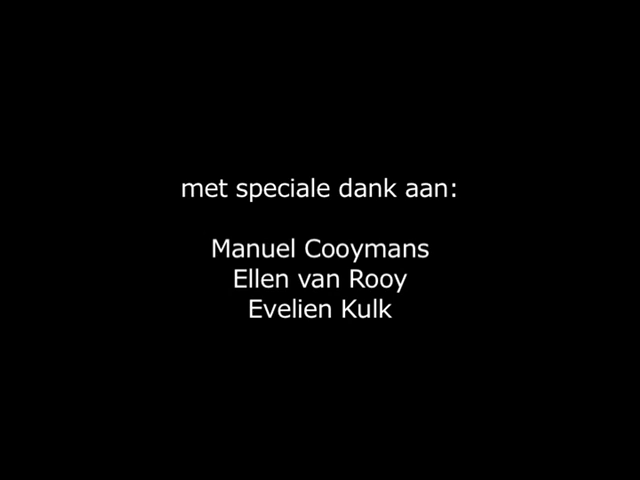 met speciale dank aan:
Manuel Cooymans
Ellen van Rooy
Evelien Kulk